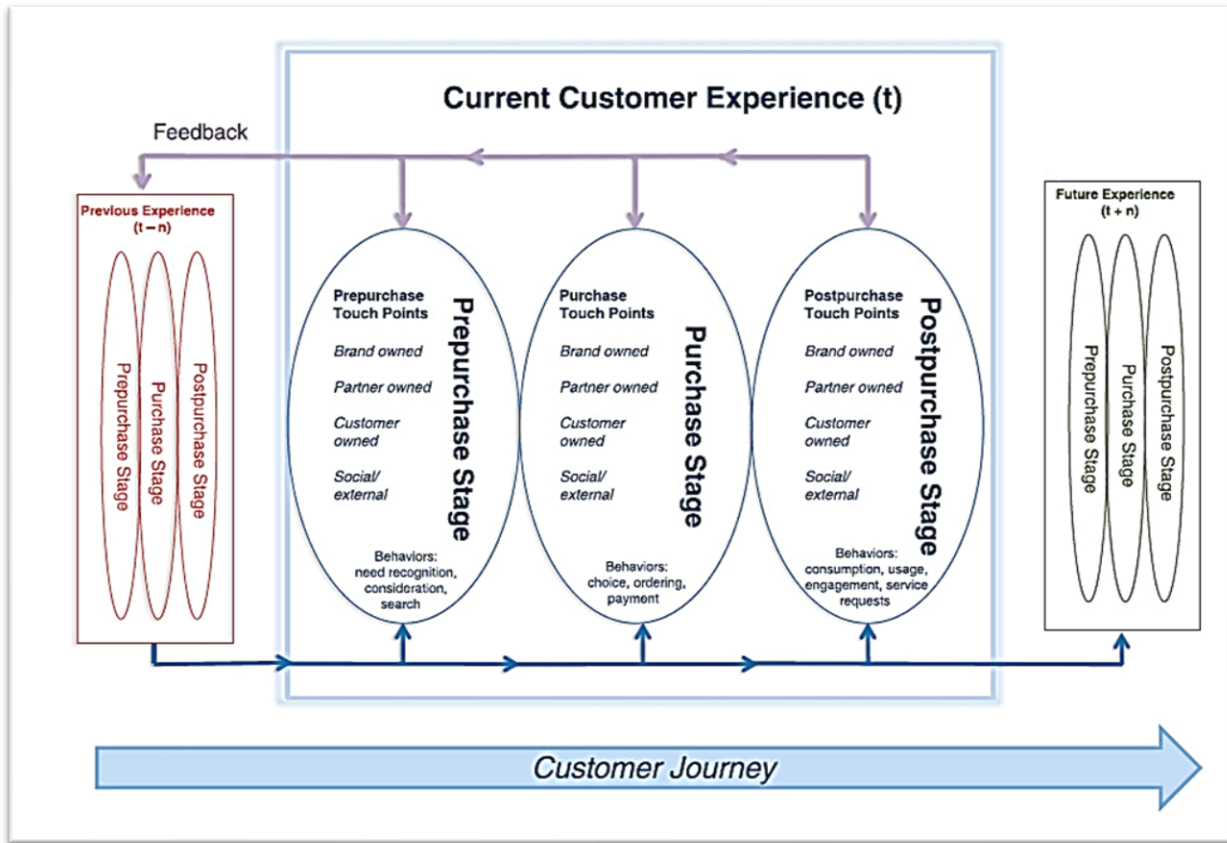 Current Customer Experience (t)
Feedback
Previous Experience
(t – n)
Prepurchase Stage
Purchase Stage
Postpurchase Stage
Prepurchase
Touch Points
Brand owned
Partner owned
Customer
owned
Social/
external
Prepurchase Stage
Behaviors:
need recognition,
consideration,
search
Purchase
Touch Points
Brand owned
Partner owned
Customer
owned
Social/
external
Purchase Stage
Behaviors:
choice, ordering,
payment
Postpurchase
Touch Points
Brand owned
Partner owned
Customer
owned
Social/
external
Postpurchase Stage
Behaviors:
consumption, usage,
engagement, service
requests
Future Experience
(t + n)
Prepurchase Stage
Purchase Stage
Postpurchase Stage
Customer Journey